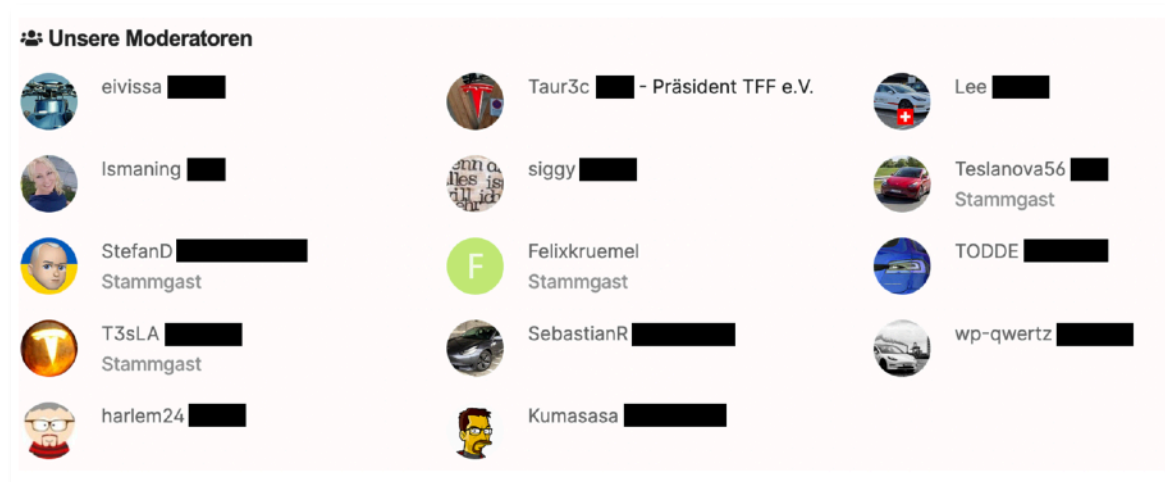 Unsere Moderatoren
eivissa
Taur3c - Präsident TFF e.V.
Lee
Ismaning
siggy
Teslanova56
Stammgast
StefanD
Stammgast
Felixkruemel
Stammgast
F
TODDE
T3sLA
Stammgast
SebastianR
wp-qwertz
harlem24
Kumasasa